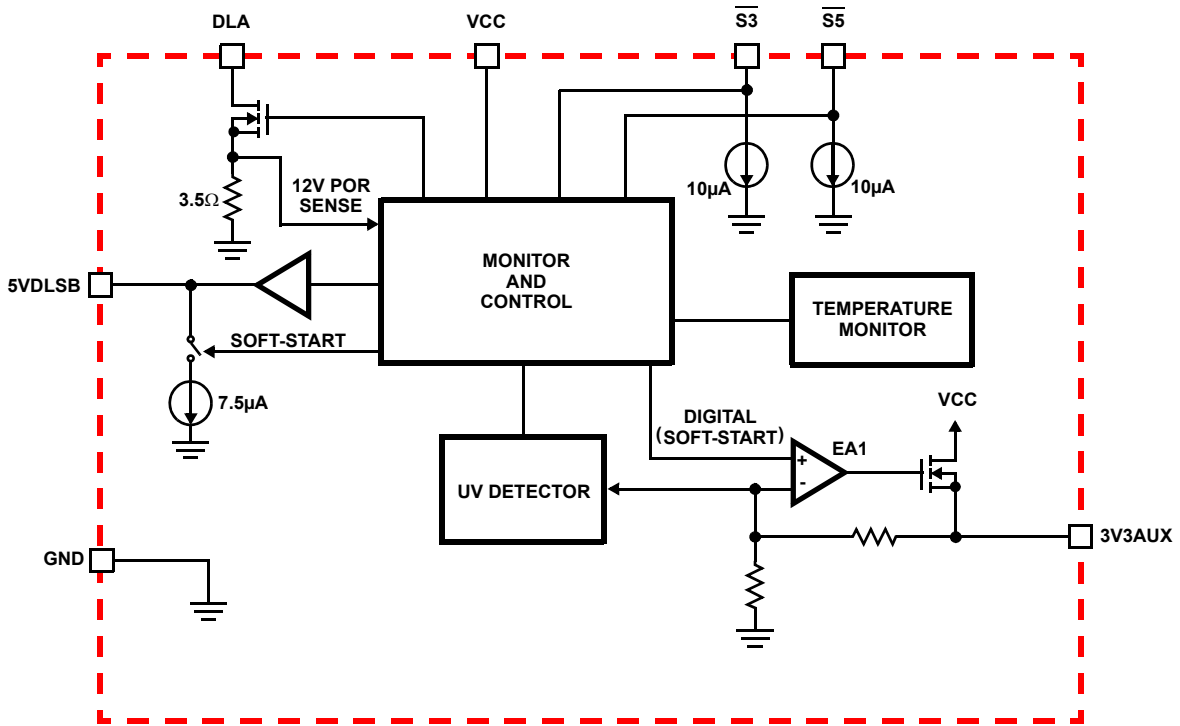 DLA
VCC
S3
S5
3.5Ω
12V POR
SENSE
10µA
10µA
MONITOR
AND
CONTROL
5VDLSB
TEMPERATURE
MONITOR
SOFT-START
7.5µA
DIGITAL
(SOFT-START)
VCC
EA1
+
-
UV DETECTOR
3V3AUX
GND